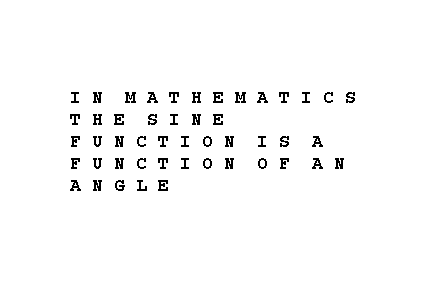 IN MATHEMATICS
THE SINE
FUNCTION IS A
FUNCTION OF AN
ANGLE